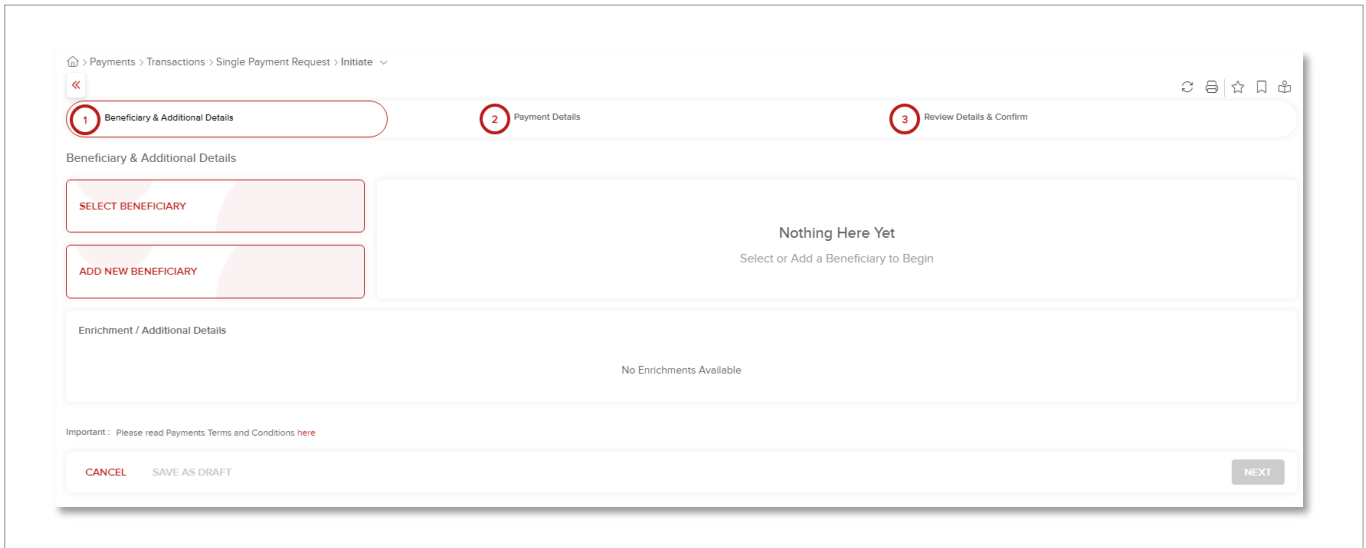 > Payments > Transactions > Single Payment Request > Initiate
1 Beneficiary & Additional Details
2 Payment Details
3 Review Details & Confirm
Beneficiary & Additional Details
SELECT BENEFICIARY
ADD NEW BENEFICIARY
Nothing Here Yet
Select or Add a Beneficiary to Begin
Enrichment / Additional Details
No Enrichments Available
Important : Please read Payments Terms and Conditions here
CANCEL
SAVE AS DRAFT
NEXT